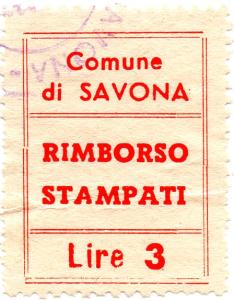 Comune
di SAVONA
RIMBORSO
STAMPATI
Lire 3